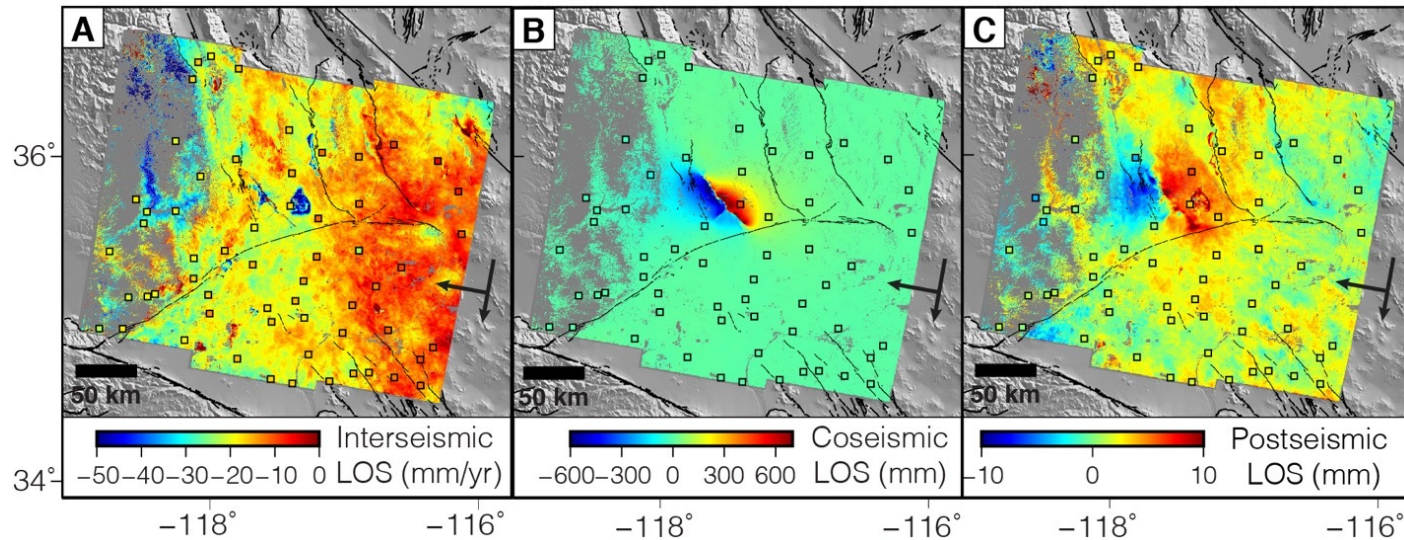 A B C
36°
50 km 50 km 50 km
Interseismic Coseismic Postseismic
−50 −40 −30 −20 −10 0 LOS (mm/yr) −600 −300 0 300 600 LOS (mm) −10 0 10 LOS (mm)
34°
−118° −116° −118° −116° −118° −116°